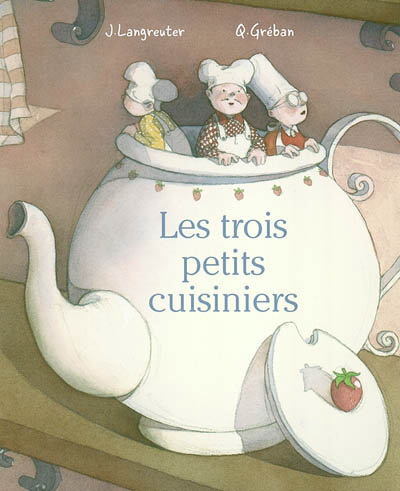 J.Langreuter Q.Gréban
Les trois
petits
cuisiniers